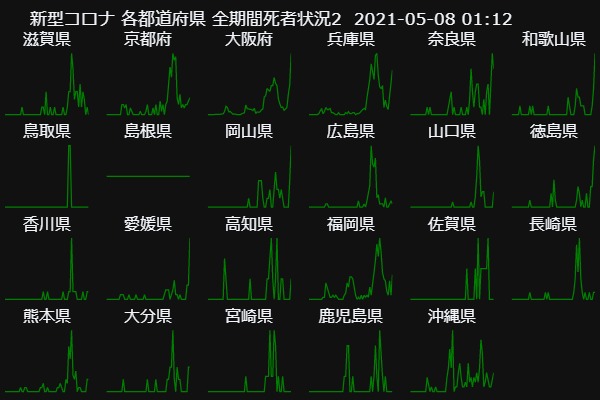 新型コロナ 各都道府県 全期間死者状況2 2021-05-08 01:12
滋賀県 京都府 大阪府 兵庫県 奈良県 和歌山県
鳥取県 島根県 岡山県 広島県 山口県 徳島県
香川県 愛媛県 高知県 福岡県 佐賀県 長崎県
熊本県 大分県 宮崎県 鹿児島県 沖縄県